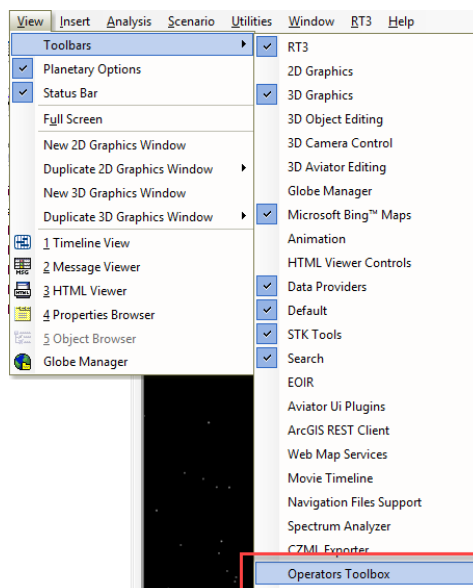 View Insert Analysis Scenario Utilities Window RT3 Help
Toolbars
Planetary Options
Status Bar
Full Screen
New 2D Graphics Window
Duplicate 2D Graphics Window
New 3D Graphics Window
Duplicate 3D Graphics Window
1 Timeline View
MSG 2 Message Viewer
HTML 3 HTML Viewer
4 Properties Browser
5 Object Browser
Globe Manager
RT3
2D Graphics
3D Graphics
3D Object Editing
3D Camera Control
3D Aviator Editing
Globe Manager
Microsoft Bing™ Maps
Animation
HTML Viewer Controls
Data Providers
Default
STK Tools
Search
EOIR
Aviator Ui Plugins
ArcGIS REST Client
Web Map Services
Movie Timeline
Navigation Files Support
Spectrum Analyzer
CZML Exporter
Operators Toolbox